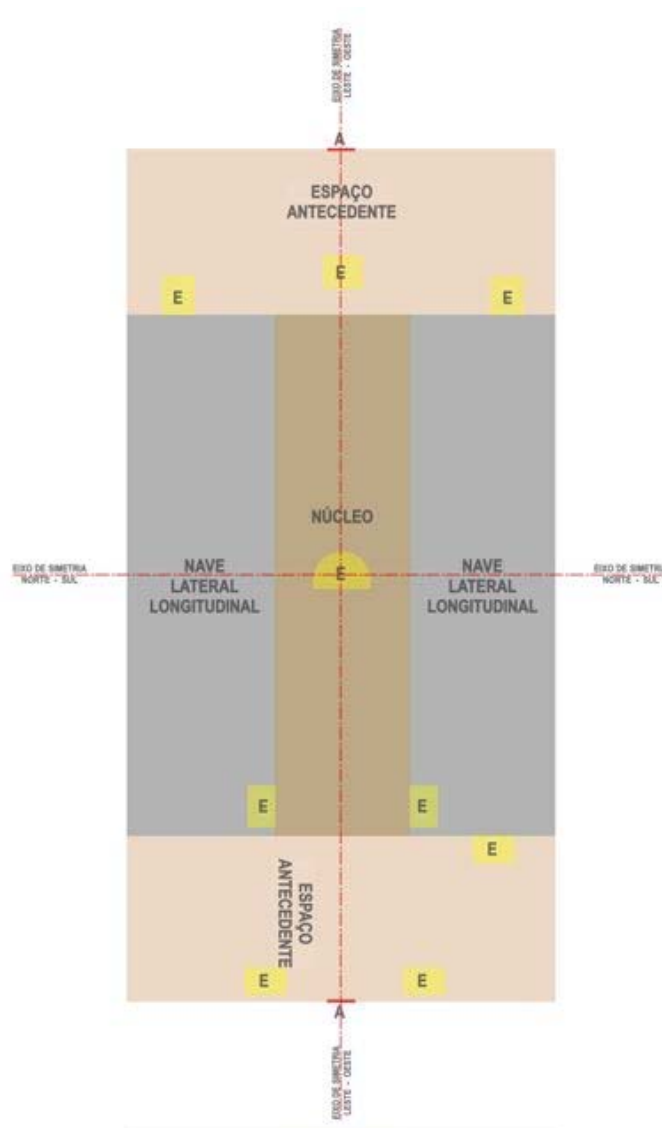 EIXO DE SIMETRIA
LESTE - OESTE
A
ESPAÇO
ANTECEDENTE
E
E
E
NÚCLEO
EIXO DE SIMETRIA
NORTE - SUL
NAVE
LATERAL
LONGITUDINAL
E
NAVE
LATERAL
LONGITUDINAL
EIXO DE SIMETRIA
NORTE - SUL
E
E
E
ESPAÇO
ANTECEDENTE
E
E
A
EIXO DE SIMETRIA
LESTE - OESTE